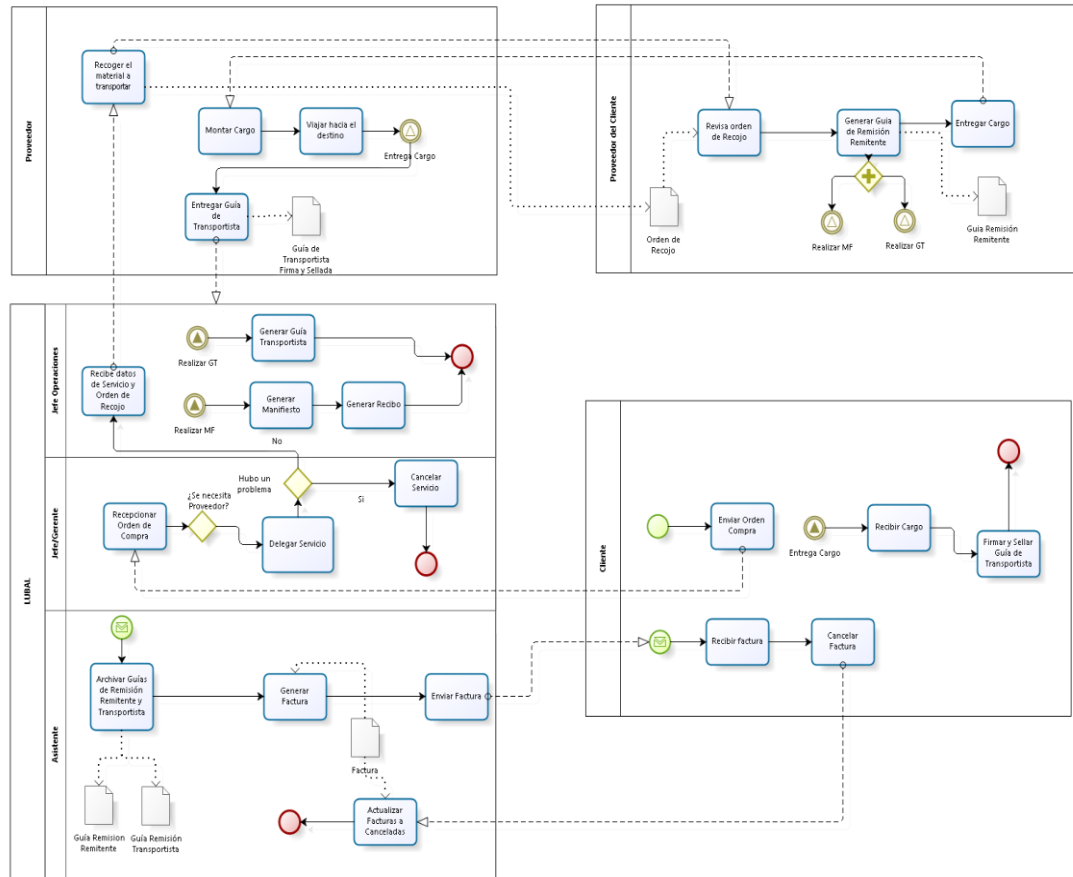 Proveedor
Recoger el
material a
transportar
Montar Cargo
Viajar hacia el
destino
Entrega Cargo
Entregar Guía
de
Transportista
Guía de
Transportista
Firma y Sellada
Proveedor del Cliente
Revisa orden
de Recojo
Generar Guía
de Remisión
Remitente
Entregar Cargo
Orden de
Recojo
Realizar MF
Realizar GT
Guia Remisión
Remitente
LUBAL
Jefe Operaciones
Recibe datos
de Servicio y
Orden de
Recojo
Realizar GT
Generar Guía
Transportista
Realizar MF
Generar
Manifiesto
Generar Recibo
No
Jefe/Gerente
Recepcionar
Orden de
Compra
¿Se necesita
Proveedor?
Hubo un
problema
Delegar Servicio
Si
Cancelar
Servicio
Asistente
Archivar Guías
de Remisión
Remitente y
Transportista
Guía Remision
Remitente
Guía Remisión
Transportista
Generar
Factura
Factura
Enviar Factura
Actualizar
Facturas a
Canceladas
Cliente
Enviar Orden
Compra
Entrega Cargo
Recibir Cargo
Firmar y Sellar
Guía de
Transportista
Recibir factura
Cancelar
Factura